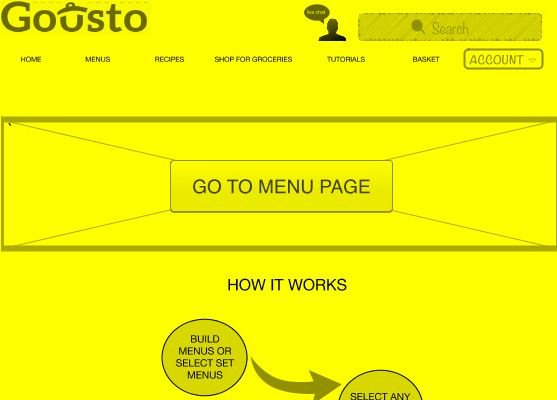 Gousto
live chat
Search
HOME MENUS RECIPES SHOP FOR GROCERIES TUTORIALS BASKET ACCOUNT
GO TO MENU PAGE
HOW IT WORKS
BUILD
MENUS OR
SELECT SET
MENUS
SELECT ANY